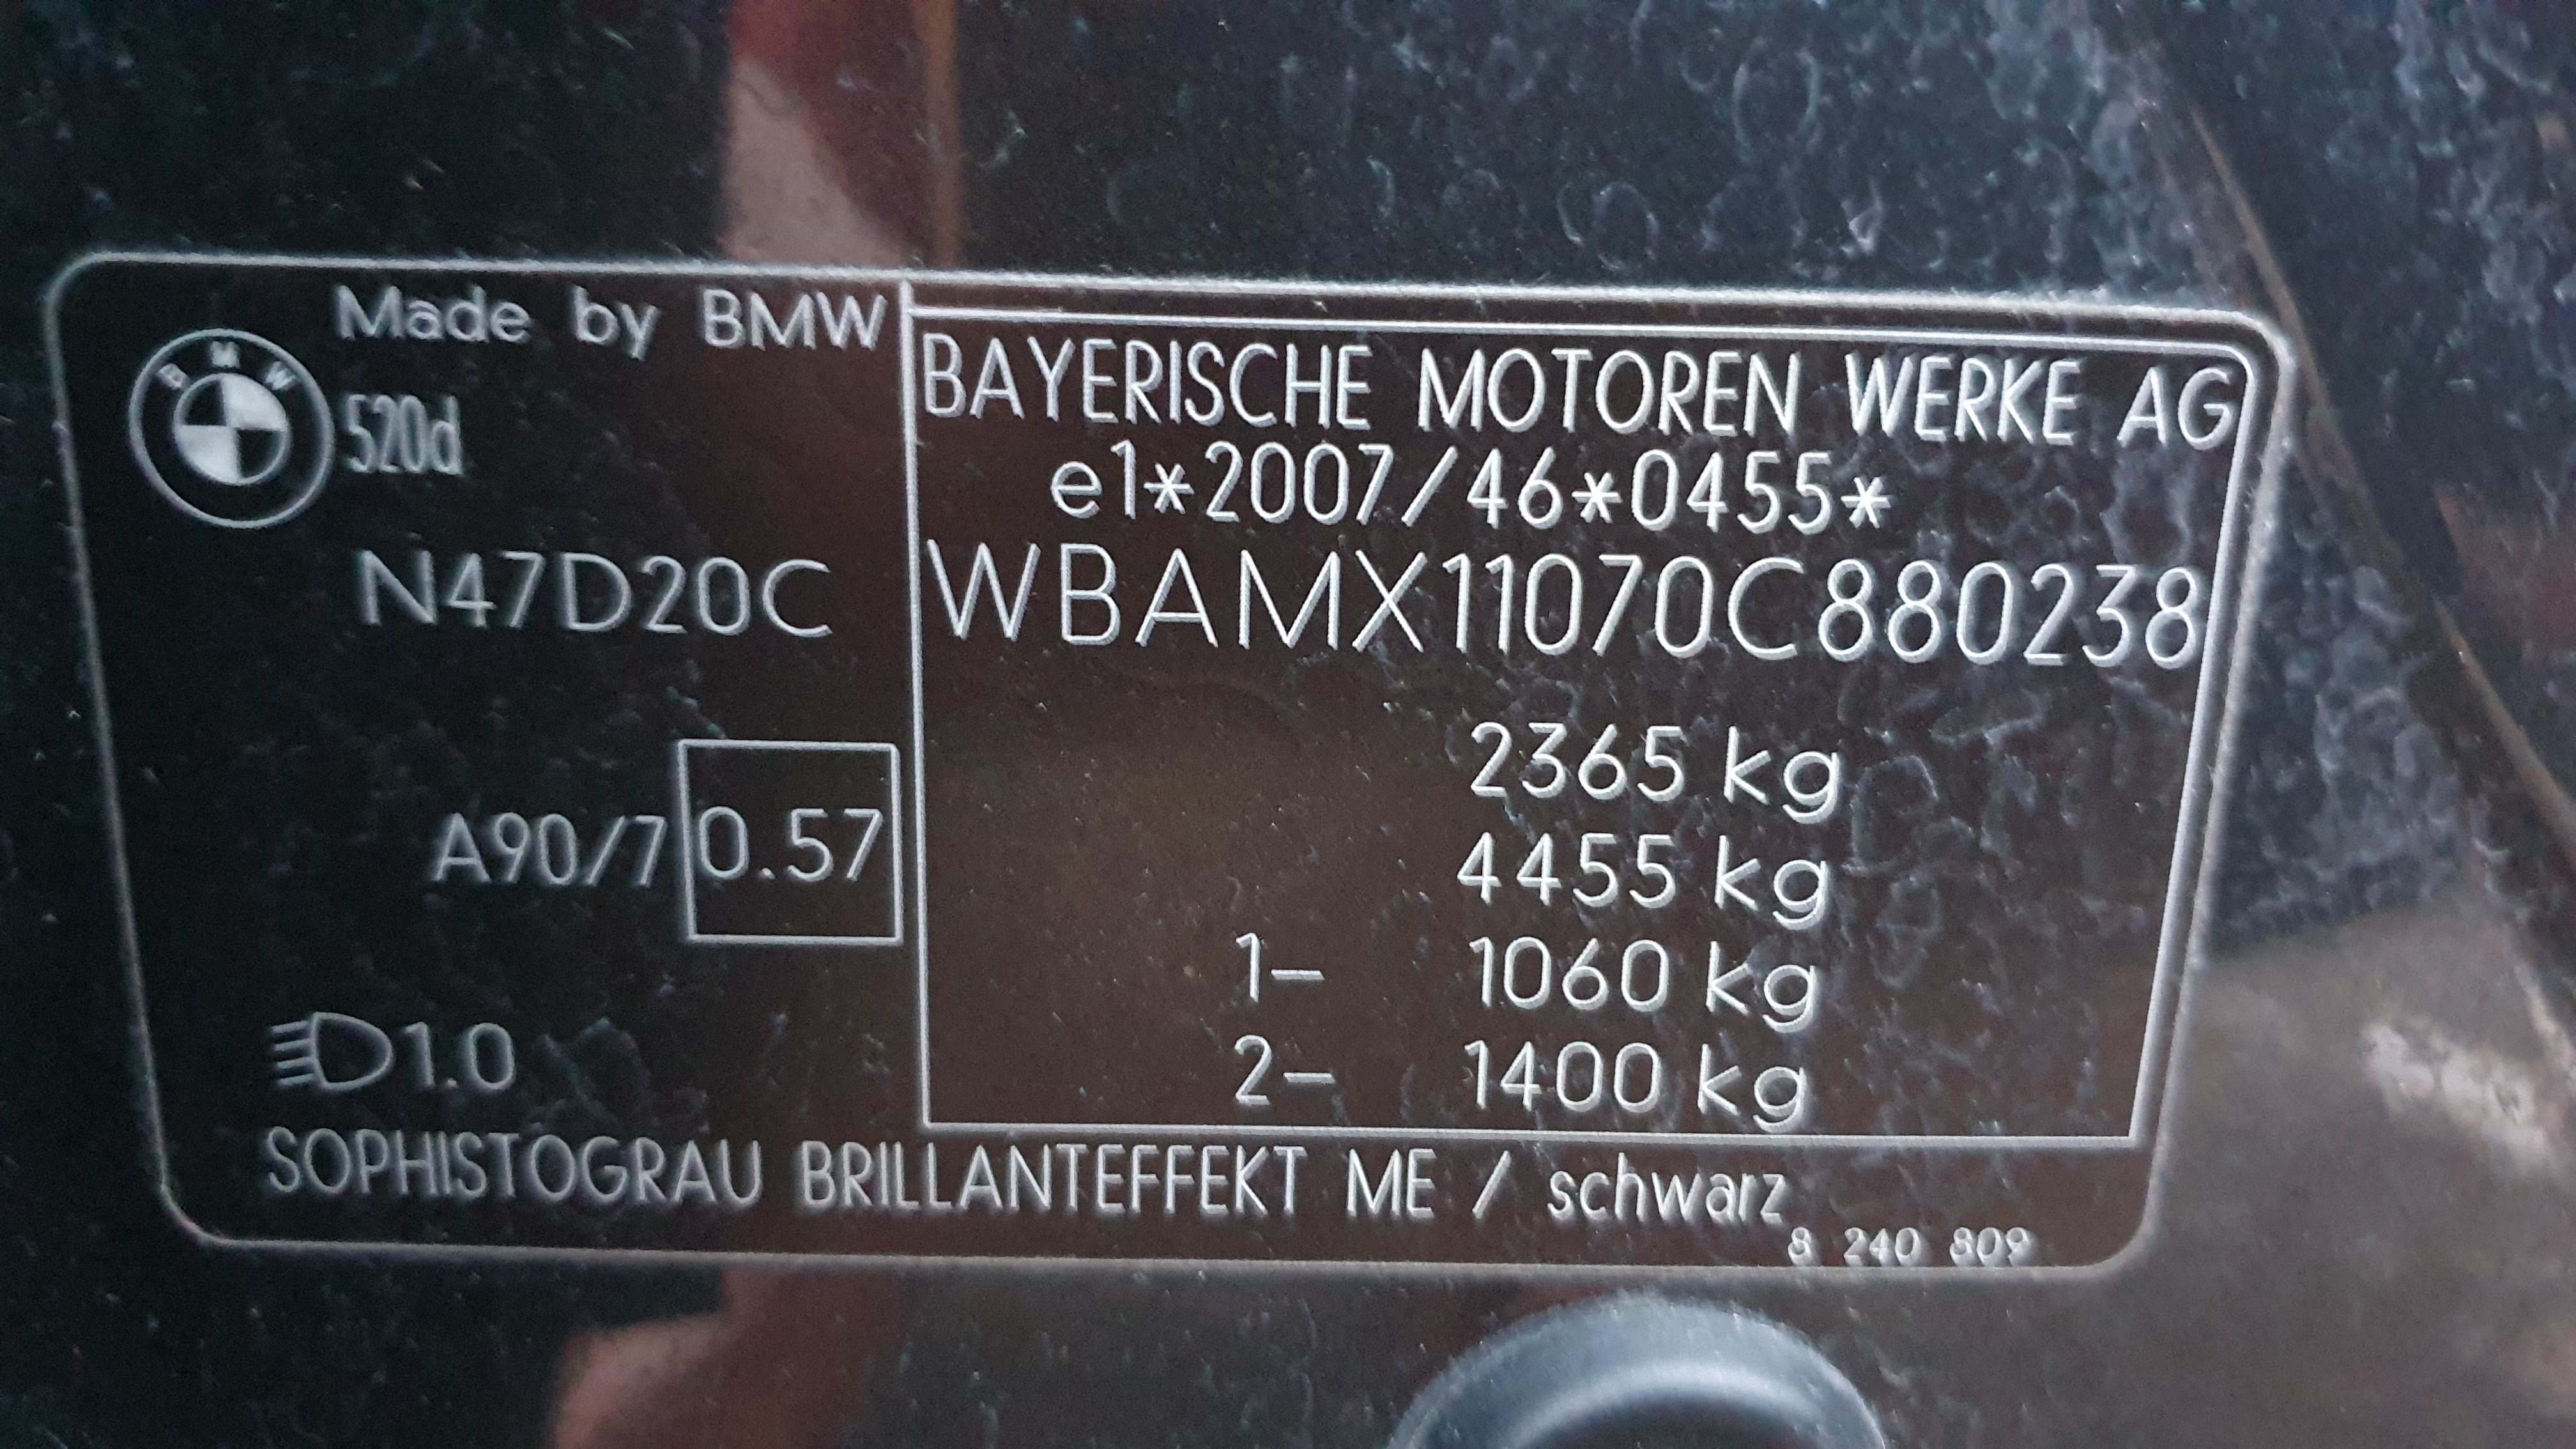 Made by BMW
BMW
520d
N47D20C
A90/7 0.57
1.0
BAYERISCHE MOTOREN WERKE AG
e1*2007/46*0455*
WBAMX11070C880238
2365 kg
4455 kg
1- 1060 kg
2- 1400 kg
SOPHISTOGRAU BRILLANTEFFEKT ME / schwarz
8 240 809